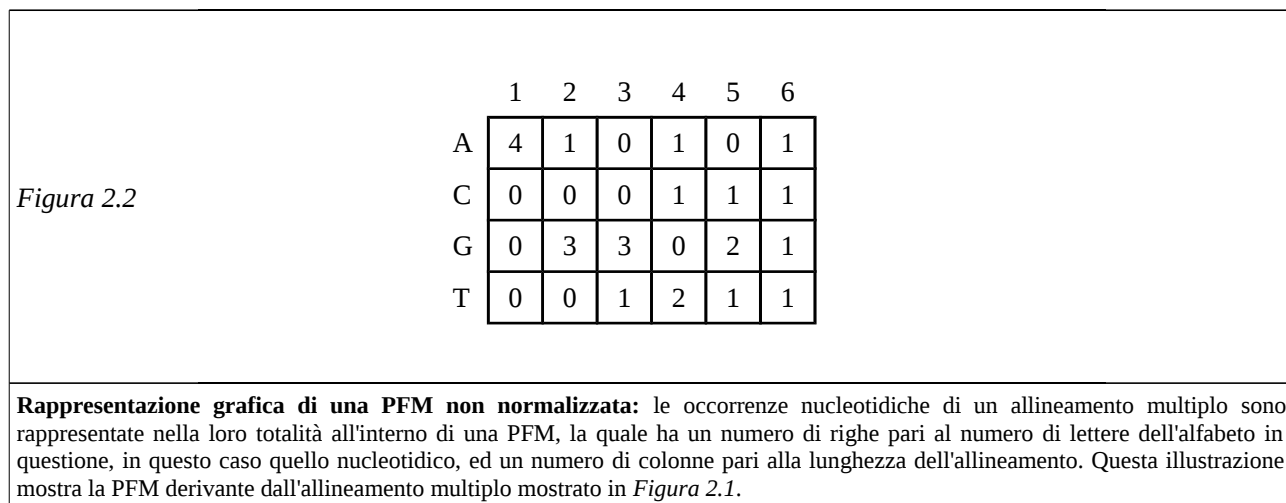 1 2 3 4 5 6
A 4 1 0 1 0 1
Figura 2.2
C 0 0 0 1 1 1
G 0 3 3 0 2 1
T 0 0 1 2 1 1
Rappresentazione grafica di una PFM non normalizzata: le occorrenze nucleotidiche di un allineamento multiplo sono
rappresentate nella loro totalità all'interno di una PFM, la quale ha un numero di righe pari al numero di lettere dell'alfabeto in
questione, in questo caso quello nucleotidico, ed un numero di colonne pari alla lunghezza dell'allineamento. Questa illustrazione
mostra la PFM derivante dall'allineamento multiplo mostrato in Figura 2.1.